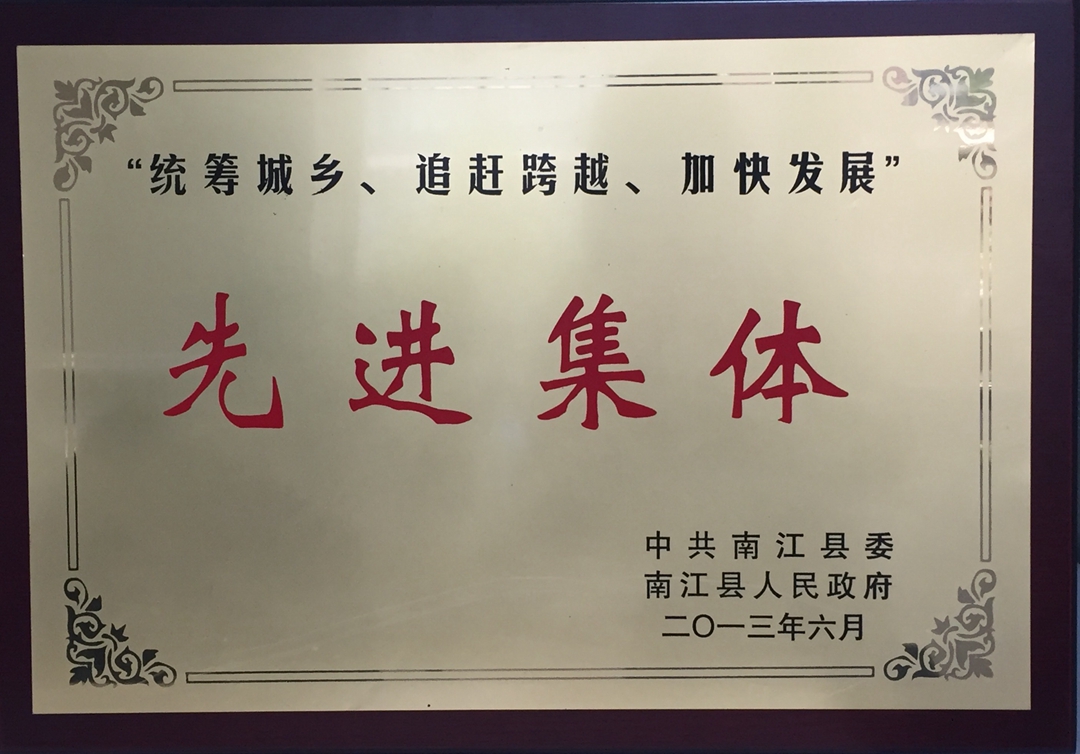 “统筹城乡、追赶跨越、加快发展”
先进集体
中共南江县委
南江县人民政府
二〇一三年六月